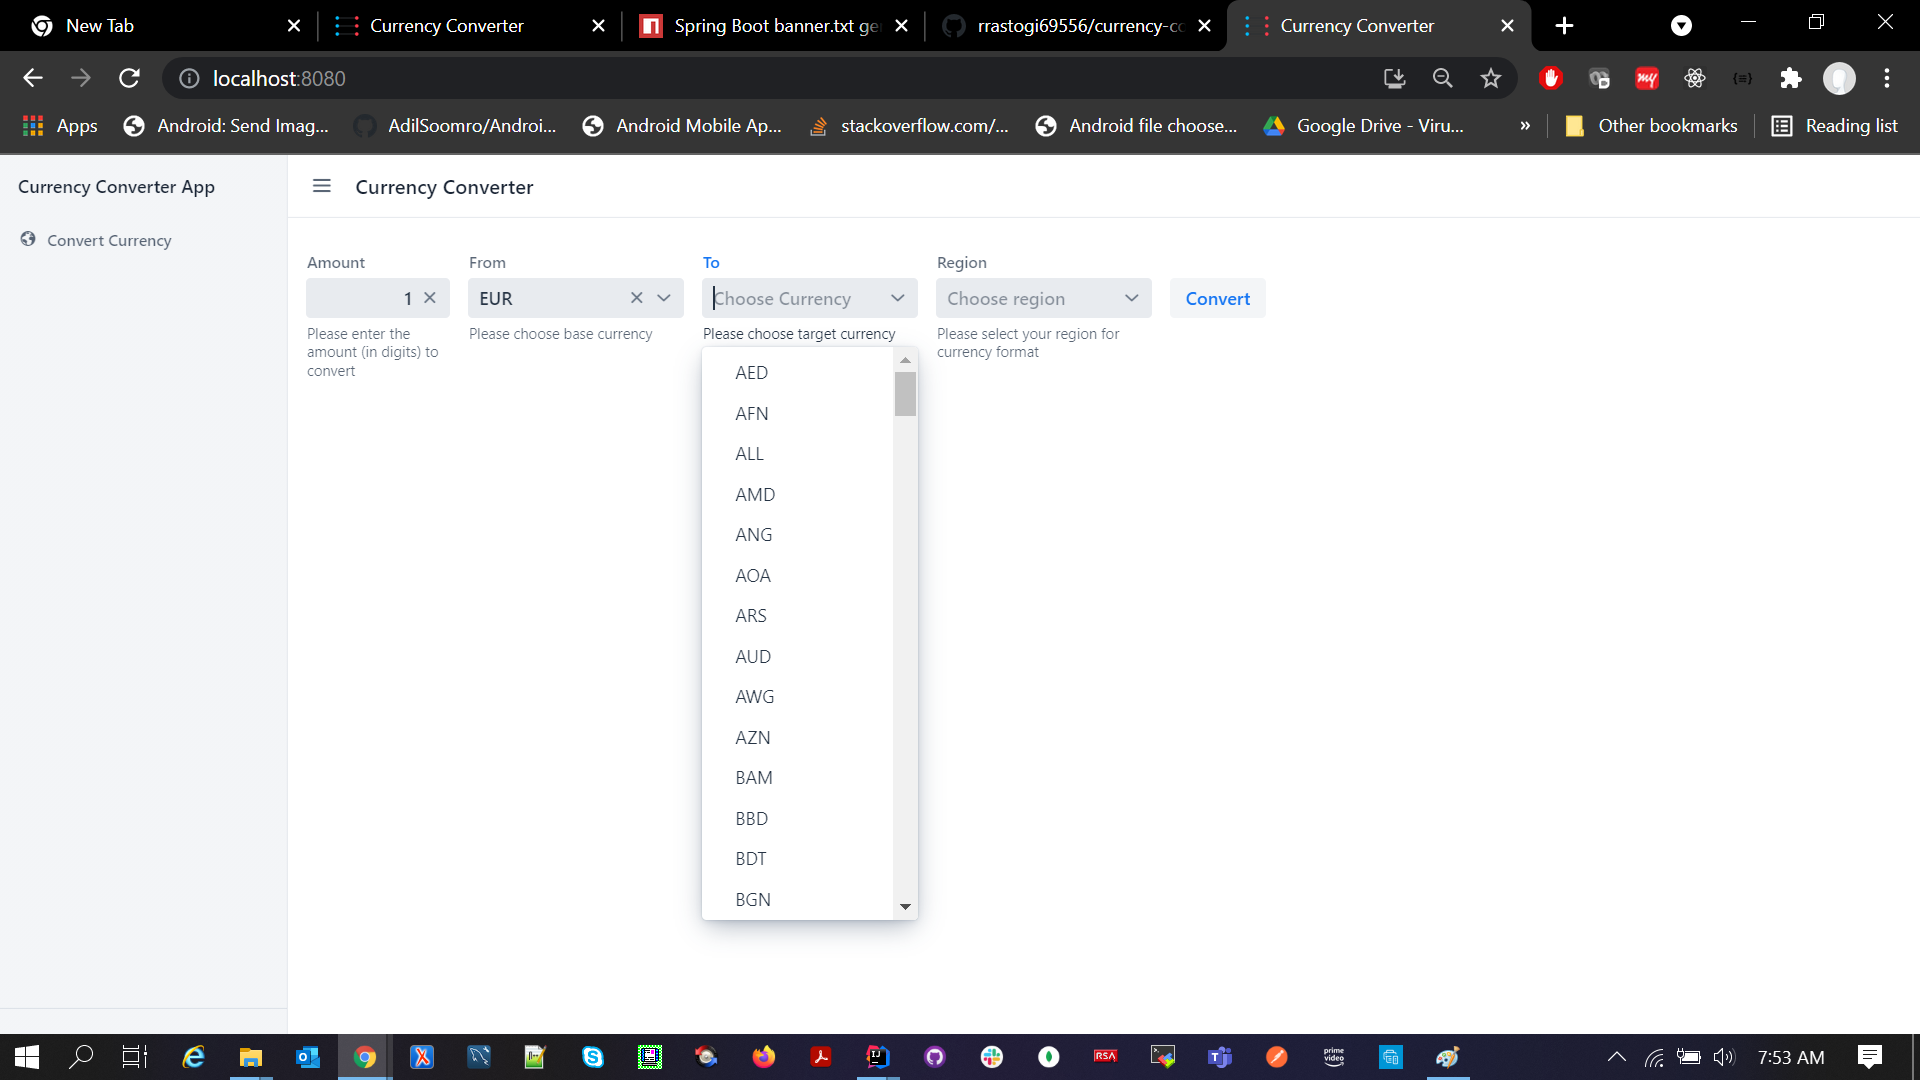 New Tab
Currency Converter
Spring Boot banner.txt ge
rrastogi69556/currency-co
Currency Converter
localhost:8080
Apps
Android: Send Imag...
AdilSoomro/Androi...
Android Mobile Ap...
stackoverflow.com/...
Android file choose...
Google Drive - Viru...
»
Other bookmarks
Reading list
Currency Converter App
Convert Currency
Currency Converter
Amount
From
To
Region
1
EUR
Choose Currency
Choose region
Convert
Please enter the
amount (in digits) to
convert
Please choose base currency
Please choose target currency
Please select your region for
currency format
AED
AFN
ALL
AMD
ANG
AOA
ARS
AUD
AWG
AZN
BAM
BBD
BDT
BGN
RSA
prime video
7:53 AM